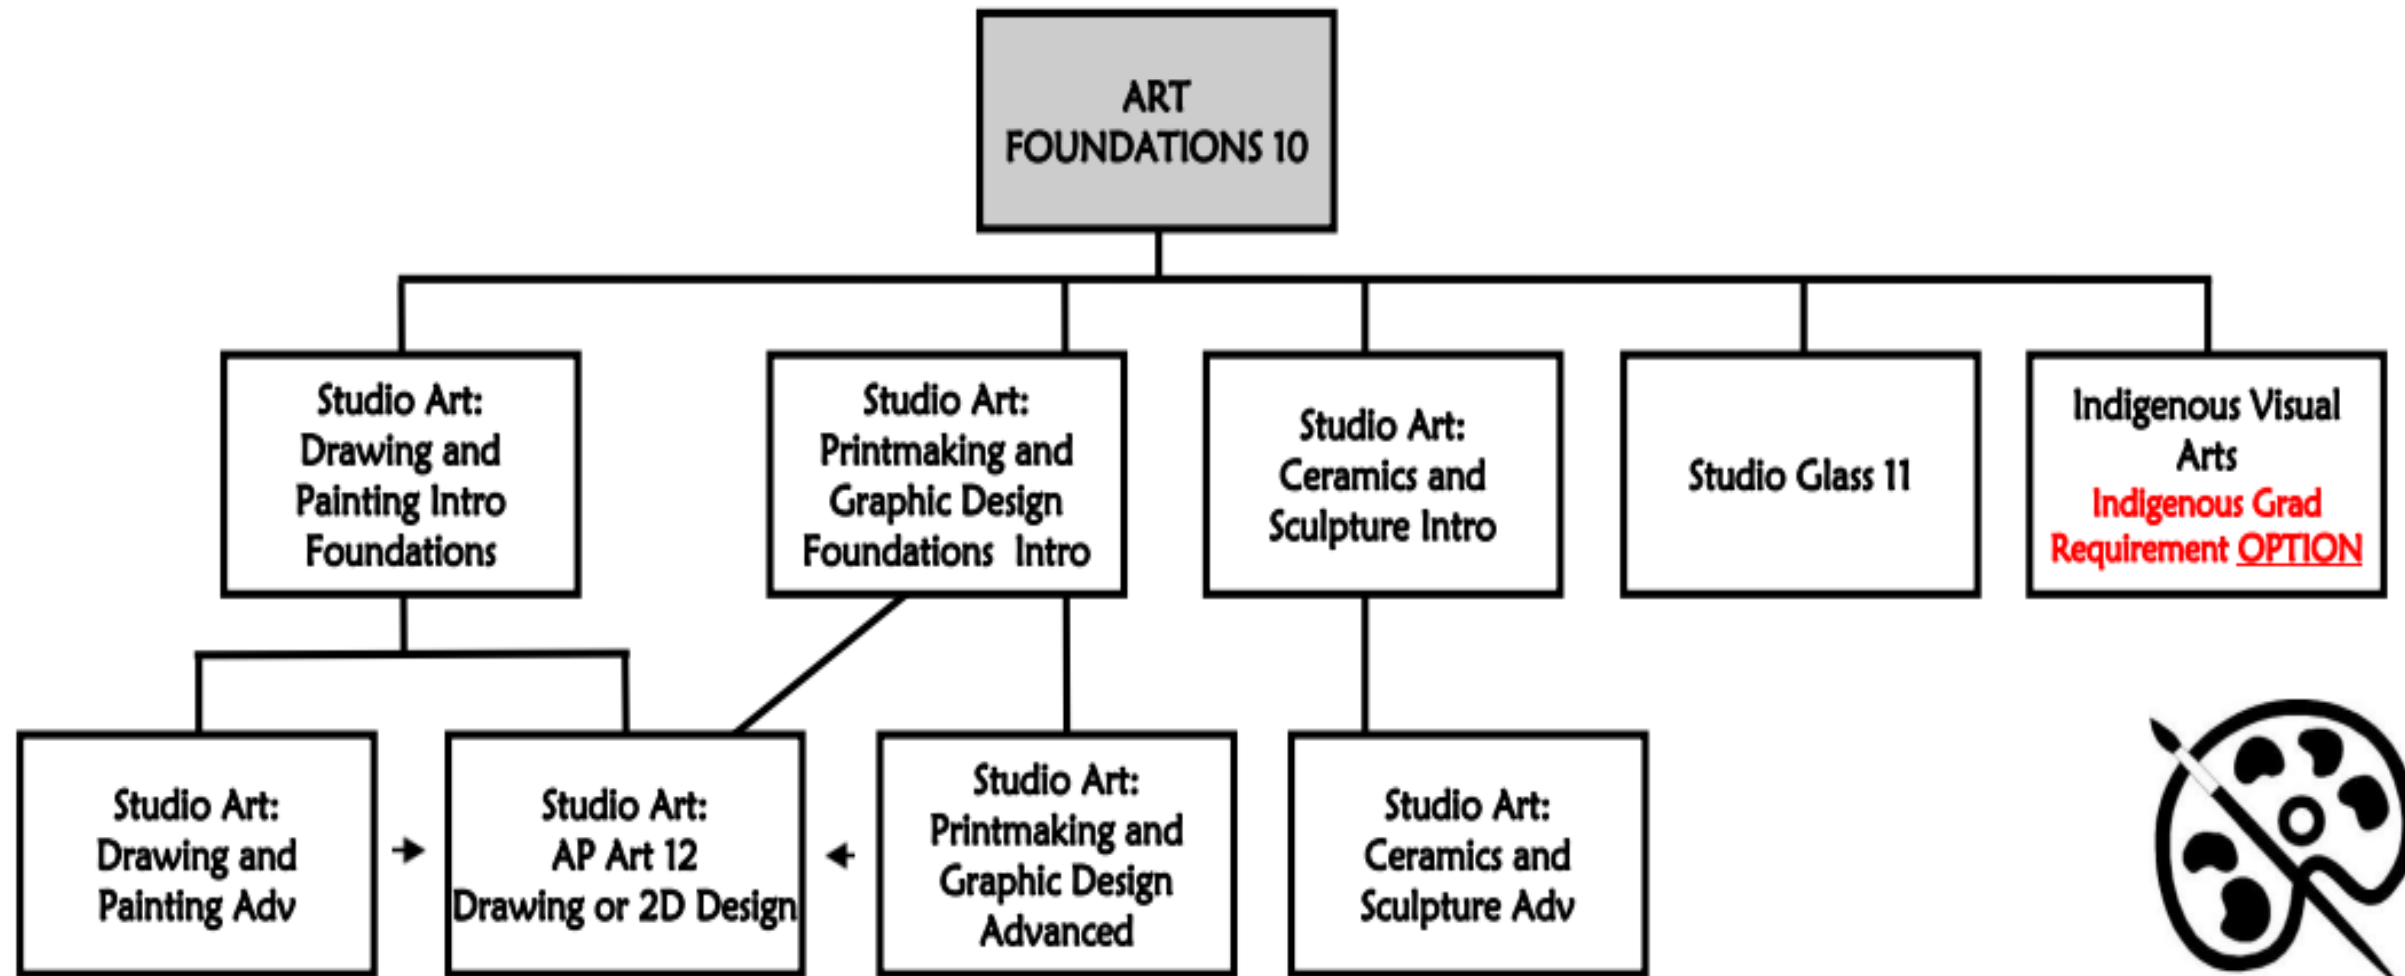 ART
FOUNDATIONS 10
Studio Art:
Drawing and
Painting Intro
Foundations
Studio Art:
Printmaking and
Graphic Design
Foundations Intro
Studio Art:
Ceramics and
Sculpture Intro
Studio Glass 11
Indigenous Visual
Arts
Indigenous Grad
Requirement OPTION
Studio Art:
Drawing and
Painting Adv
Studio Art:
AP Art 12
Drawing or 2D Design
Studio Art:
Printmaking and
Graphic Design
Advanced
Studio Art:
Ceramics and
Sculpture Adv